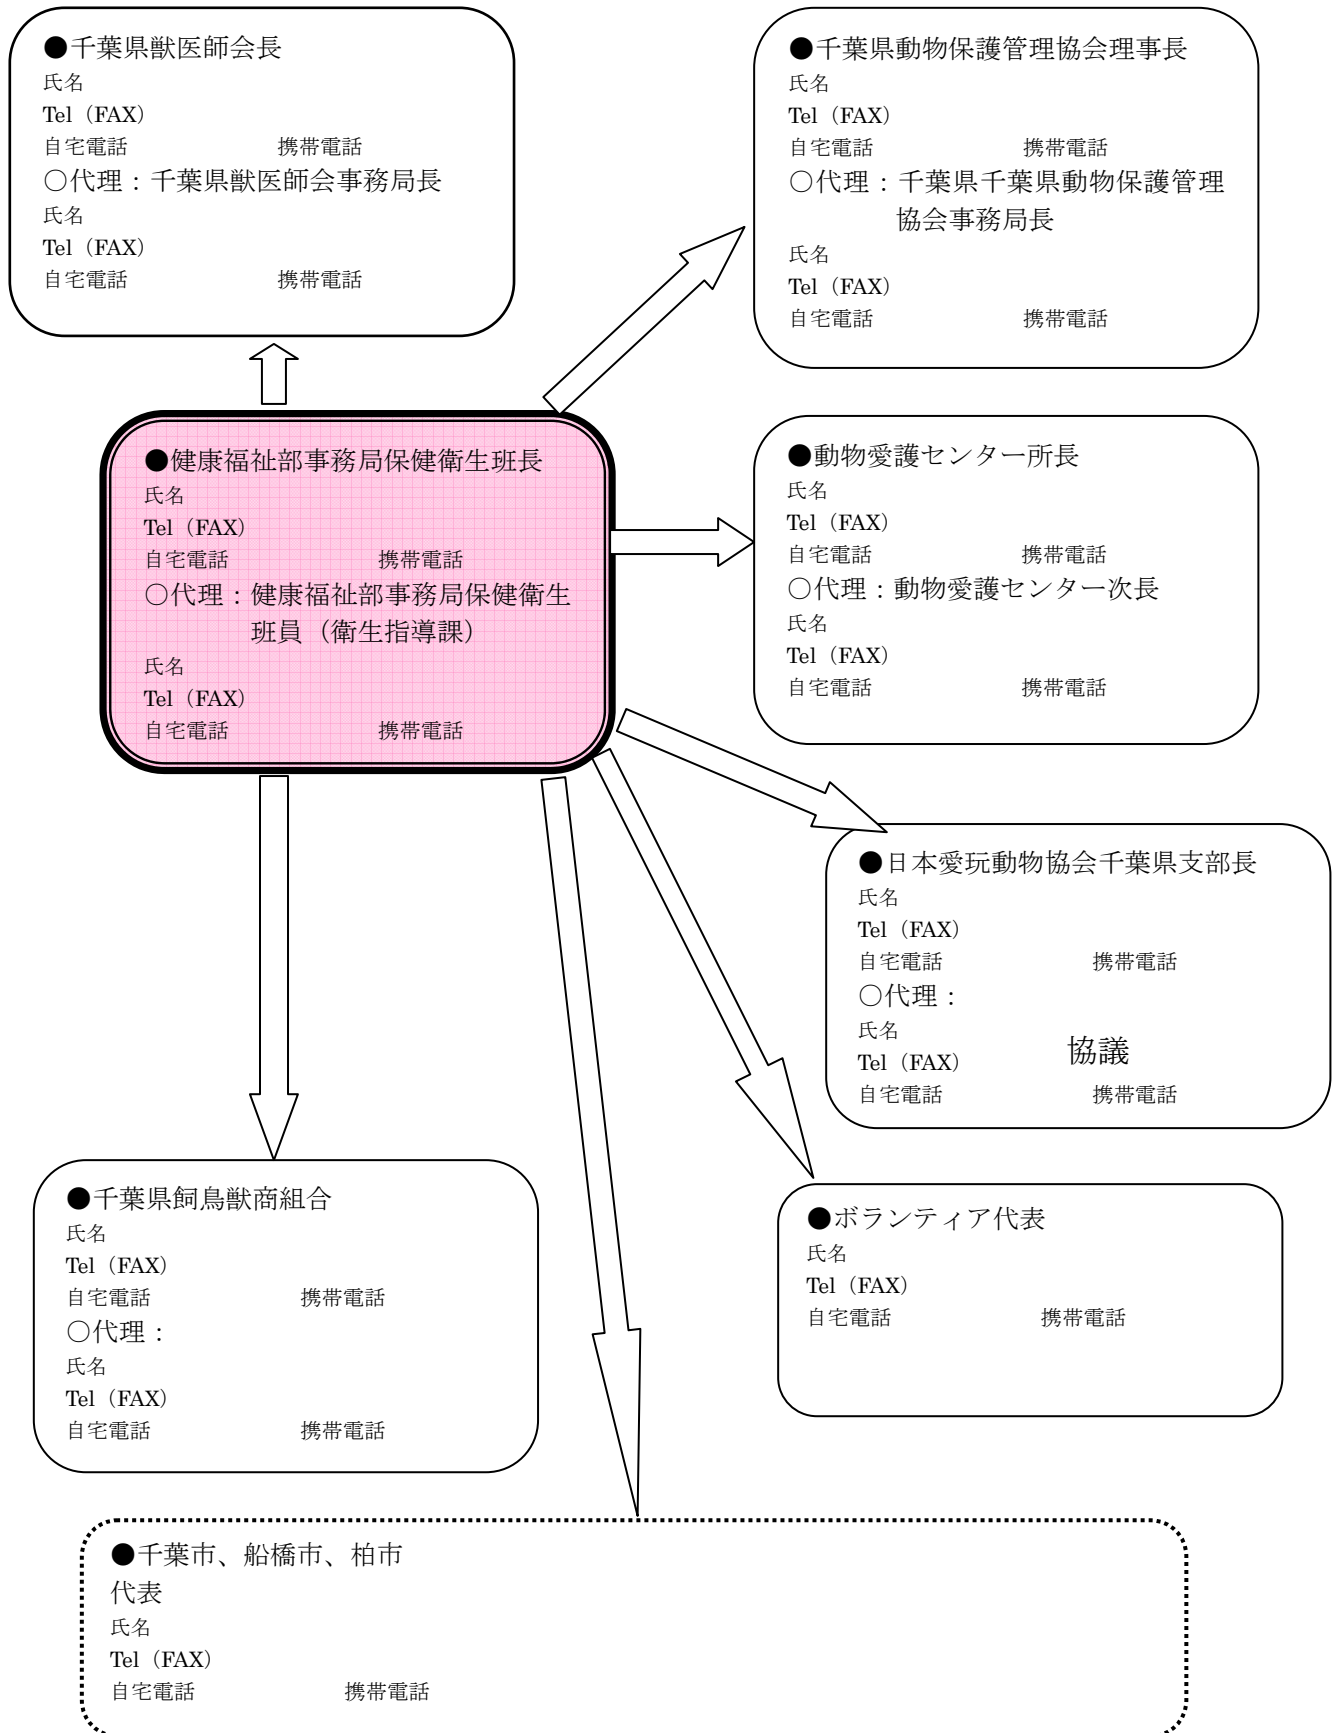 ●千葉県獣医師会長
氏名
Tel（FAX）
自宅電話　携帯電話
○代理：千葉県獣医師会事務局長
氏名
Tel（FAX）
自宅電話　携帯電話
●千葉県動物保護管理協会理事長
氏名
Tel（FAX）
自宅電話　携帯電話
○代理：千葉県千葉県動物保護管理
協会事務局長
氏名
Tel（FAX）
自宅電話　携帯電話
●健康福祉部事務局保健衛生班長
氏名
Tel（FAX）
自宅電話　携帯電話
○代理：健康福祉部事務局保健衛生
班員（衛生指導課）
氏名
Tel（FAX）
自宅電話　携帯電話
●動物愛護センター所長
氏名
Tel（FAX）
自宅電話　携帯電話
○代理：動物愛護センター次長
氏名
Tel（FAX）
自宅電話　携帯電話
●日本愛玩動物協会千葉県支部長
氏名
Tel（FAX）
自宅電話　携帯電話
○代理：
氏名
協議
Tel（FAX）
自宅電話　携帯電話
●千葉県飼鳥獣商組合
氏名
Tel（FAX）
自宅電話　携帯電話
○代理：
氏名
Tel（FAX）
自宅電話　携帯電話
●ボランティア代表
氏名
Tel（FAX）
自宅電話　携帯電話
●千葉市、船橋市、柏市
代表
氏名
Tel（FAX）
自宅電話　携帯電話